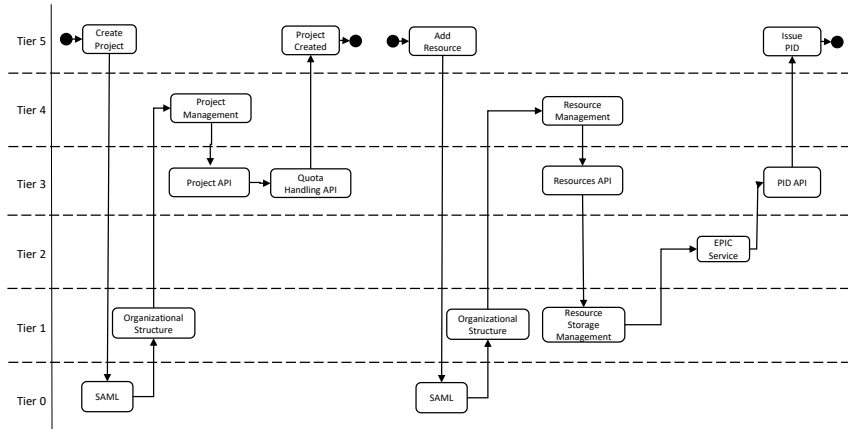 Tier 5
Create
Project
Project
Created
Add
Resource
Issue
PID
Tier 4
Project
Management
Resource
Management
Tier 3
Project API
Quota
Handling API
Resources API
PID API
Tier 2
EPIC
Service
Tier 1
Organizational
Structure
Organizational
Structure
Resource
Storage
Management
Tier 0
SAML
SAML